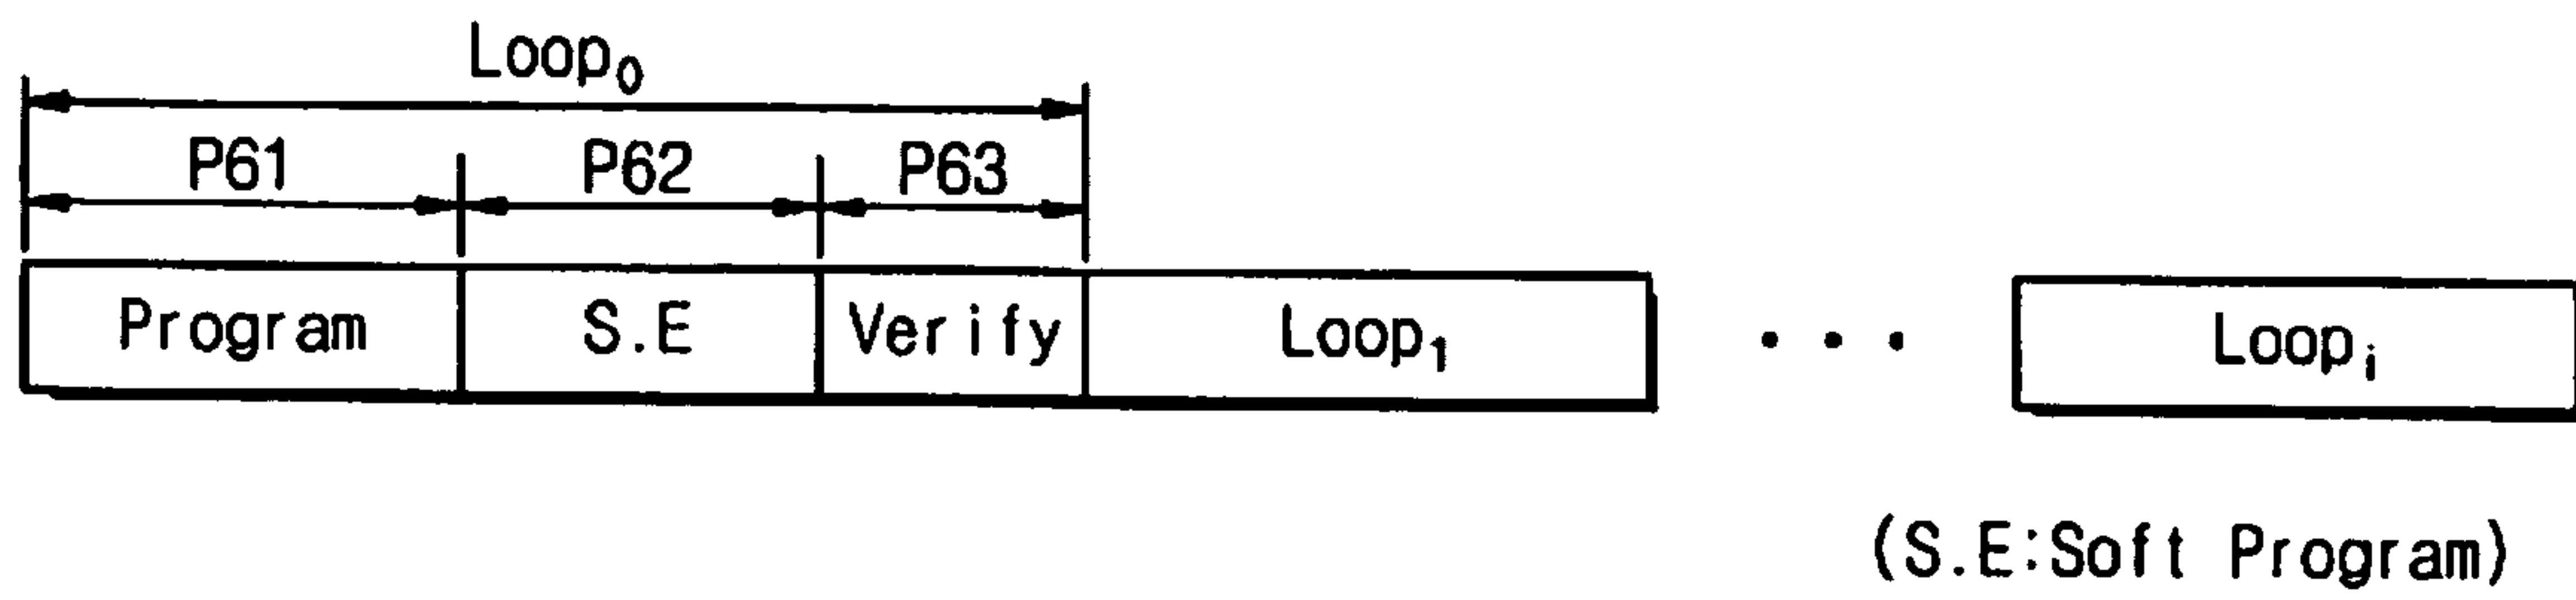 Loop₀
P61 P62 P63
Program S.E Verify Loop₁ . . . Loopᵢ
(S.E:Soft Program)